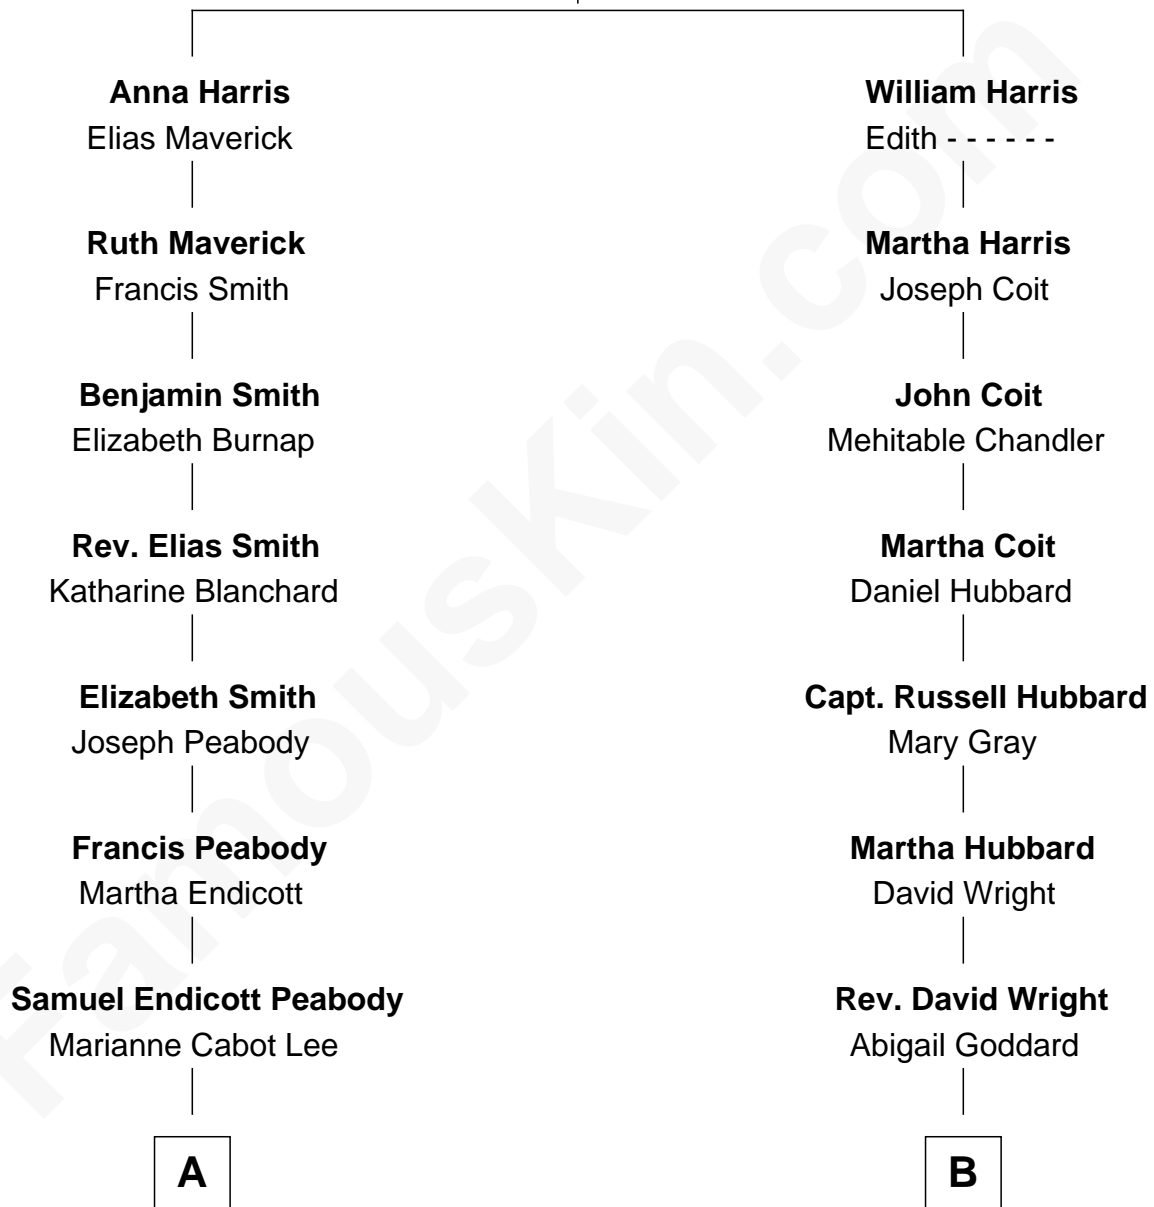 Anna Harris
Elias Maverick
Ruth Maverick
Francis Smith
Benjamin Smith
Elizabeth Burnap
Rev. Elias Smith
Katharine Blanchard
Elizabeth Smith
Joseph Peabody
Francis Peabody
Martha Endicott
Samuel Endicott Peabody
Marianne Cabot Lee
A
William Harris
Edith - - - - - -
Martha Harris
Joseph Coit
John Coit
Mehitable Chandler
Martha Coit
Daniel Hubbard
Capt. Russell Hubbard
Mary Gray
Martha Hubbard
David Wright
Rev. David Wright
Abigail Goddard
B
FamousKin.com